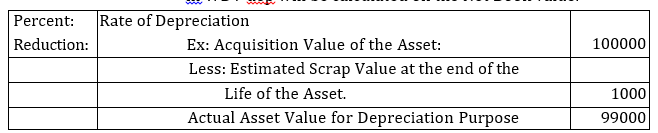 Percent: Rate of Depreciation
Reduction: Ex: Acquisition Value of the Asset: 100000
Less: Estimated Scrap Value at the end of the
Life of the Asset. 1000
Actual Asset Value for Depreciation Purpose 99000